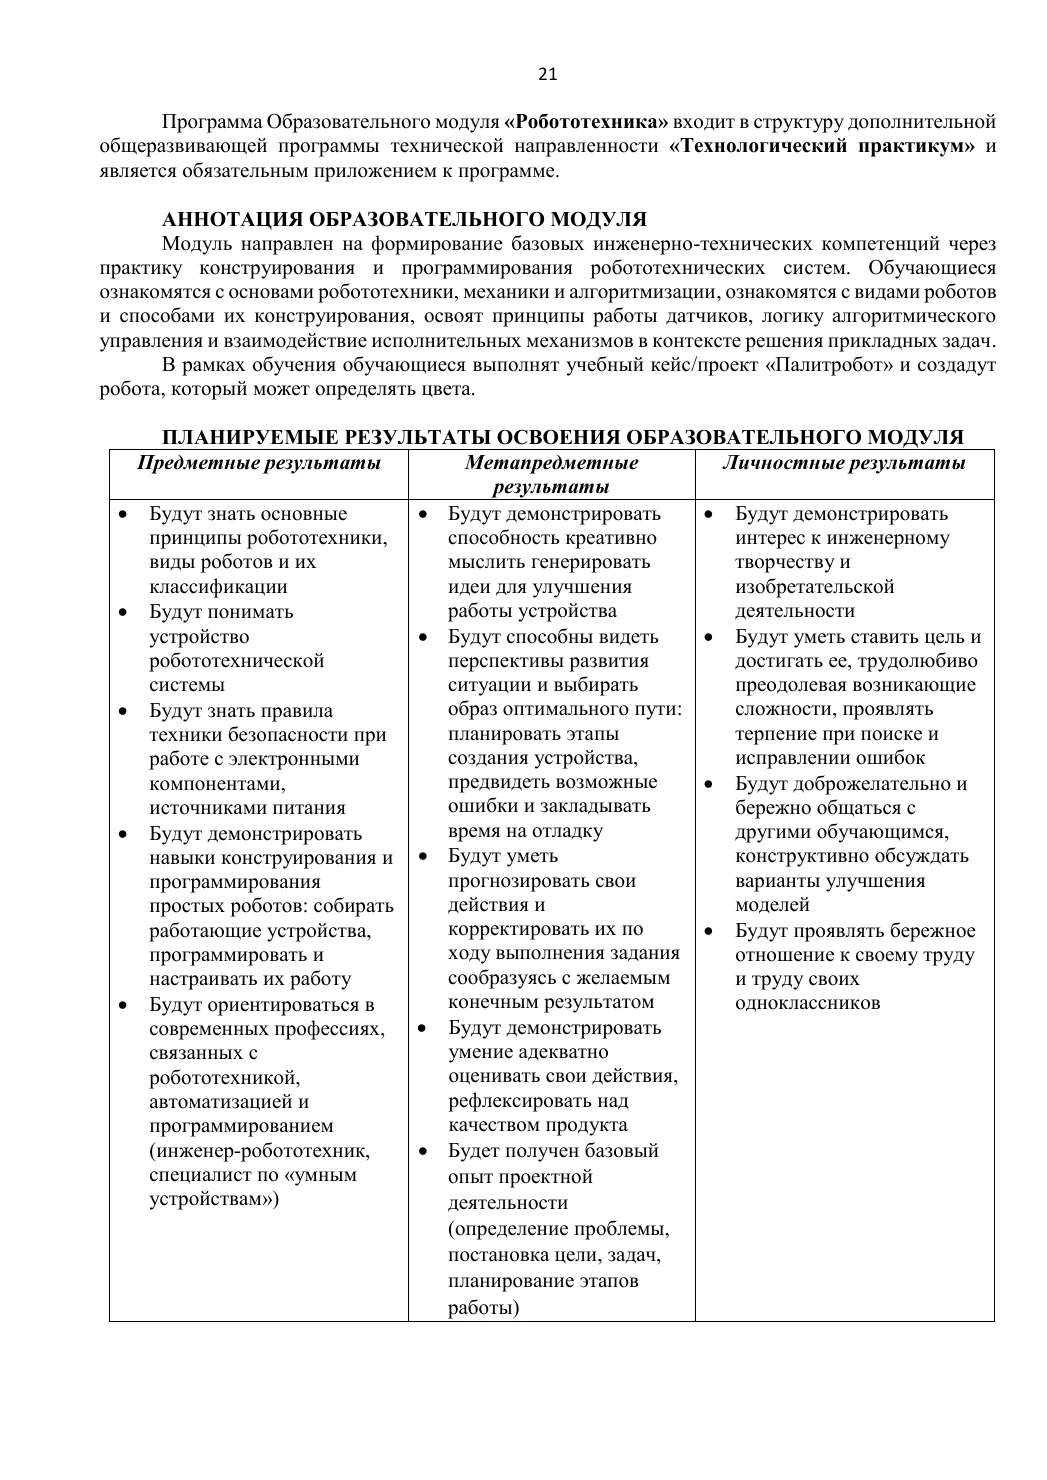 21
Программа Образовательного модуля «Робототехника» входит в структуру дополнительной
общеразвивающей программы технической направленности «Технологический практикум» и
является обязательным приложением к программе.
АННОТАЦИЯ ОБРАЗОВАТЕЛЬНОГО МОДУЛЯ
Модуль направлен на формирование базовых инженерно-технических компетенций через
практику конструирования и программирования робототехнических систем. Обучающиеся
ознакомятся с основами робототехники, механики и алгоритмизации, ознакомятся с видами роботов
и способами их конструирования, освоят принципы работы датчиков, логику алгоритмического
управления и взаимодействие исполнительных механизмов в контексте решения прикладных задач.
В рамках обучения обучающиеся выполнят учебный кейс/проект «Палитробот» и создадут
робота, который может определять цвета.
ПЛАНИРУЕМЫЕ РЕЗУЛЬТАТЫ ОСВОЕНИЯ ОБРАЗОВАТЕЛЬНОГО МОДУЛЯ
Предметные результаты
Метапредметные
результаты
Личностные результаты
• Будут знать основные
принципы робототехники,
виды роботов и их
классификации
• Будут понимать
устройство
робототехнической
системы
• Будут знать правила
техники безопасности при
работе с электронными
компонентами,
источниками питания
• Будут демонстрировать
навыки конструирования и
программирования
простых роботов: собирать
работающие устройства,
программировать и
настраивать их работу
• Будут ориентироваться в
современных профессиях,
связанных с
робототехникой,
автоматизацией и
программированием
(инженер-робототехник,
специалист по «умным
устройствам»)
• Будут демонстрировать
способность креативно
мыслить генерировать
идеи для улучшения
работы устройства
• Будут способны видеть
перспективы развития
ситуации и выбирать
образ оптимального пути:
планировать этапы
создания устройства,
предвидеть возможные
ошибки и закладывать
время на отладку
• Будут уметь
прогнозировать свои
действия и
корректировать их по
ходу выполнения задания
сообразуясь с желаемым
конечным результатом
• Будут демонстрировать
умение адекватно
оценивать свои действия,
рефлексировать над
качеством продукта
• Будет получен базовый
опыт проектной
деятельности
(определение проблемы,
постановка цели, задач,
планирование этапов
работы)
• Будут демонстрировать
интерес к инженерному
творчеству и
изобретательской
деятельности
• Будут уметь ставить цель и
достигать ее, трудолюбиво
преодолевая возникающие
сложности, проявлять
терпение при поиске и
исправлении ошибок
• Будут доброжелательно и
бережно общаться с
другими обучающимся,
конструктивно обсуждать
варианты улучшения
моделей
• Будут проявлять бережное
отношение к своему труду
и труду своих
одноклассников